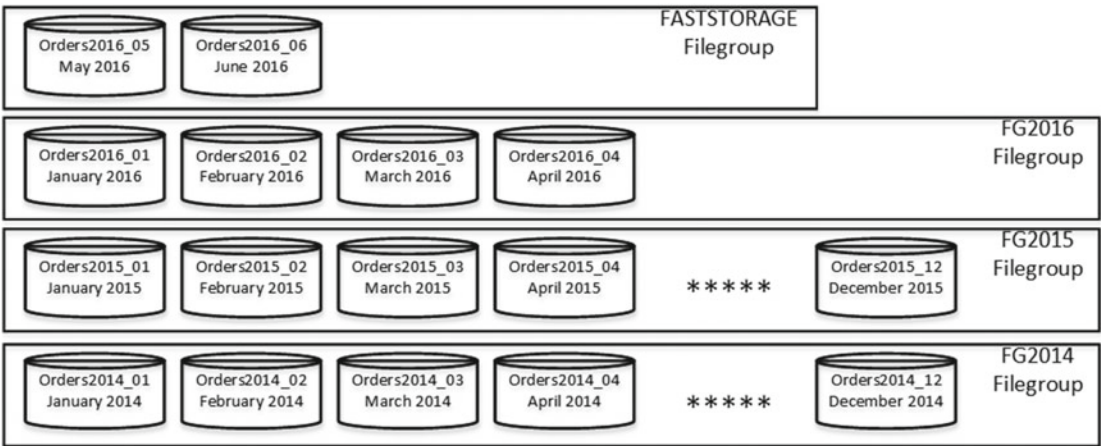 FASTSTORAGE
Filegroup
Orders2016_05
May 2016
Orders2016_06
June 2016
FG2016
Filegroup
Orders2016_01
January 2016
Orders2016_02
February 2016
Orders2016_03
March 2016
Orders2016_04
April 2016
FG2015
Filegroup
Orders2015_01
January 2015
Orders2015_02
February 2015
Orders2015_03
March 2015
Orders2015_04
April 2015
*****
Orders2015_12
December 2015
FG2014
Filegroup
Orders2014_01
January 2014
Orders2014_02
February 2014
Orders2014_03
March 2014
Orders2014_04
April 2014
*****
Orders2014_12
December 2014